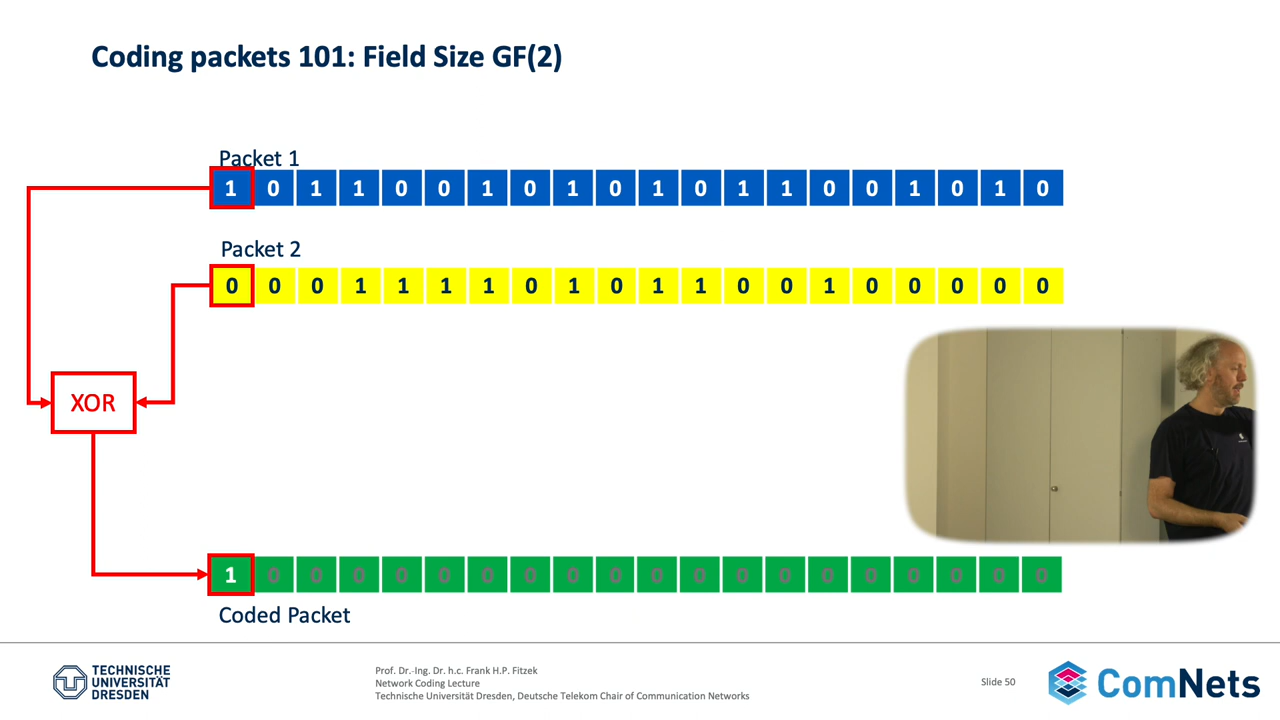 Coding packets 101: Field Size GF(2)
Packet 1
1 0 1 1 0 0 1 0 1 0 1 0 1 1 0 0 1 0 1 0
Packet 2
0 0 0 1 1 1 1 0 1 0 1 1 0 0 1 0 0 0 0 0
XOR
1 0 0 0 0 0 0 0 0 0 0 0 0 0 0 0 0 0 0 0
Coded Packet
TECHNISCHE
UNIVERSITÄT
DRESDEN
Prof. Dr.-Ing. Dr. h.c. Frank H.P. Fitzek
Network Coding Lecture
Technische Universität Dresden, Deutsche Telekom Chair of Communication Networks
Slide 50
ComNets